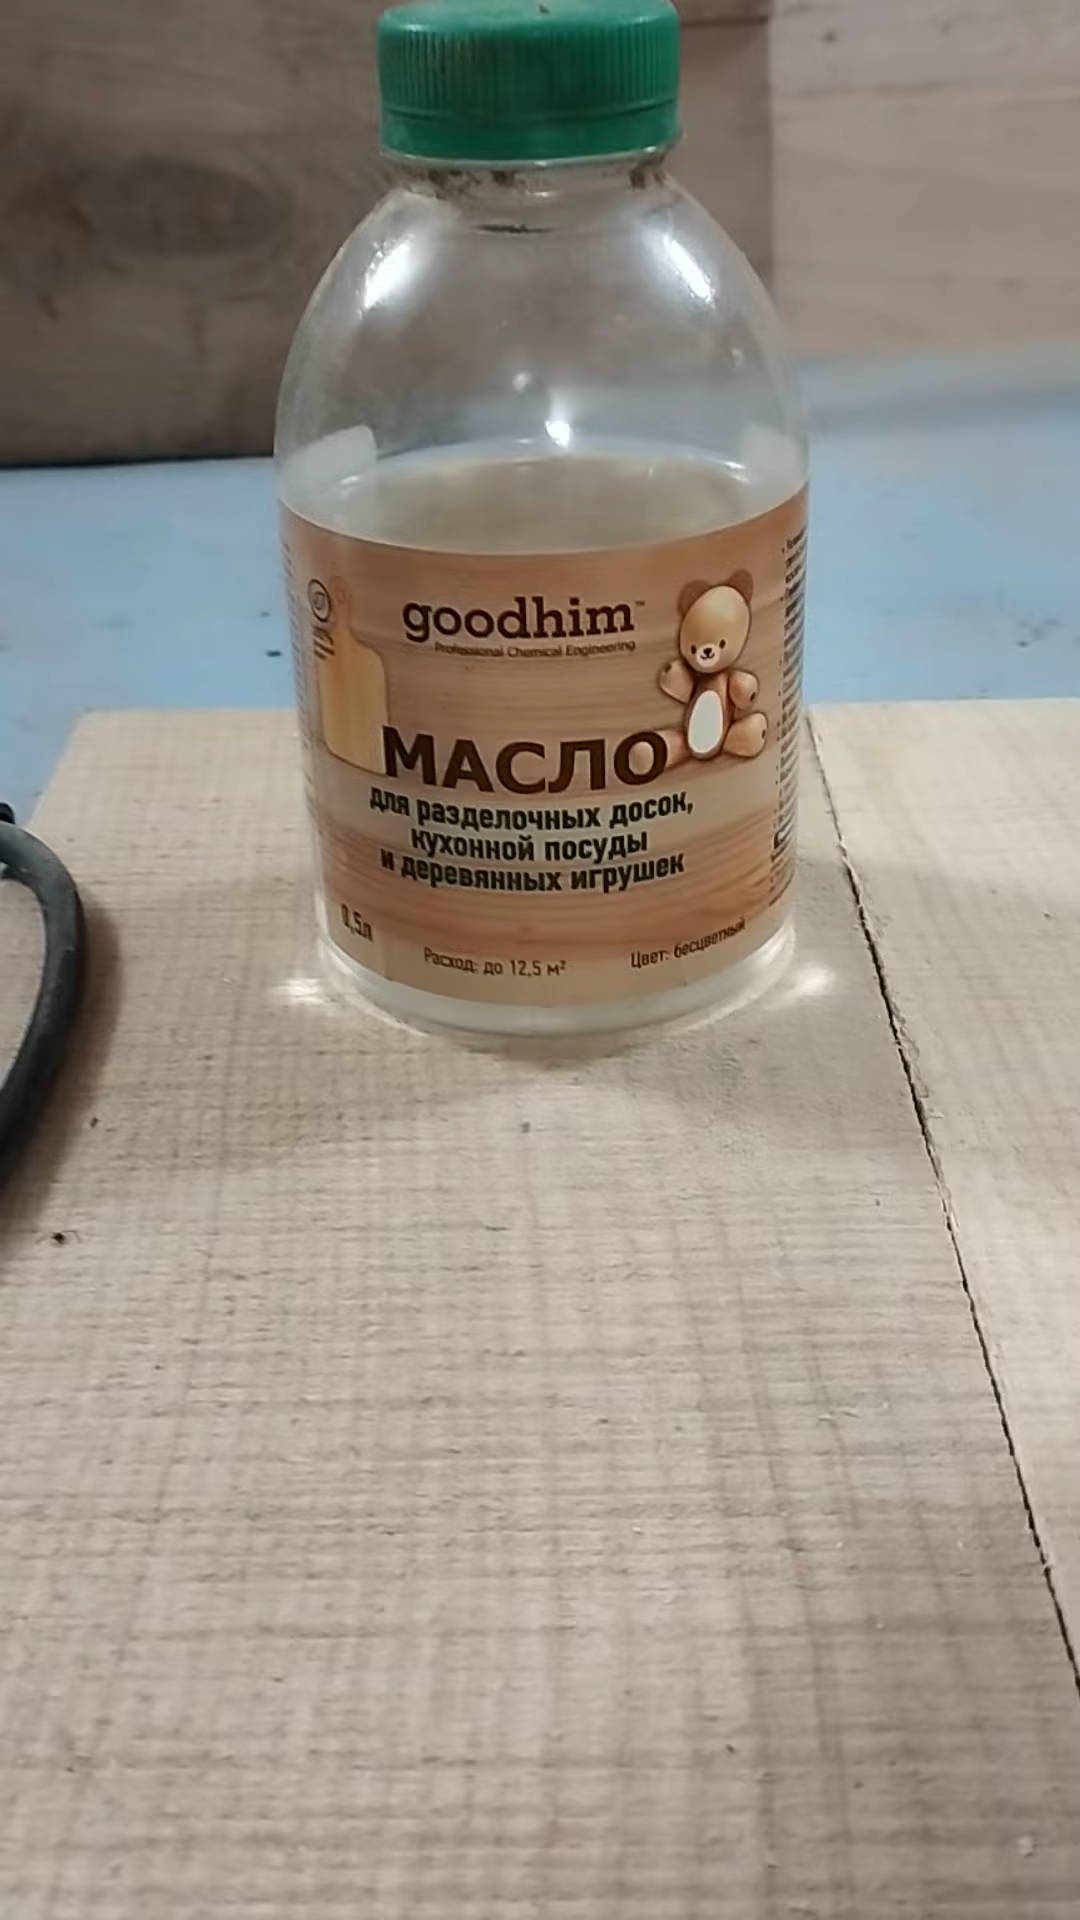 goodhim™
Professional Chemical Engineering
МАСЛО
для разделочных досок,
кухонной посуды
и деревянных игрушек
0,5л
Расход: до 12,5 м²
Цвет: бесцветный